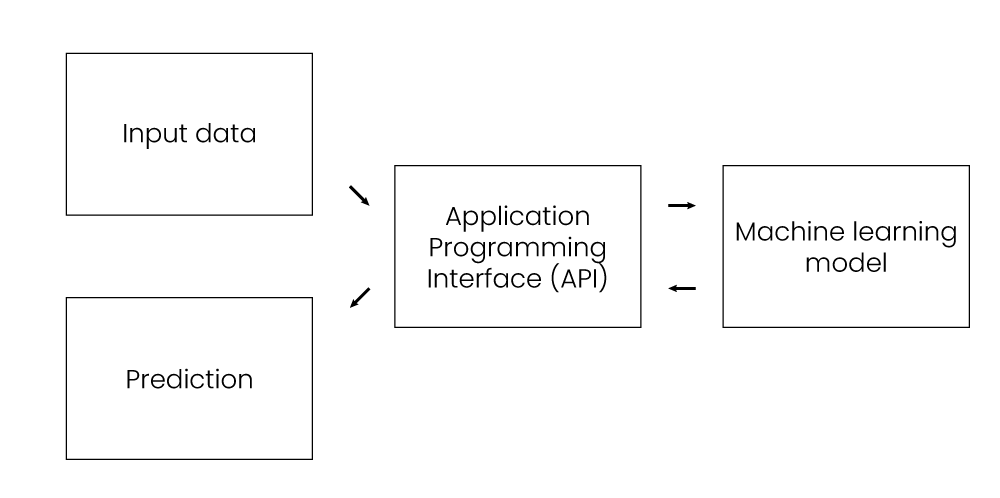 Input data
Application
Programming
Interface (API)
Machine learning
model
Prediction